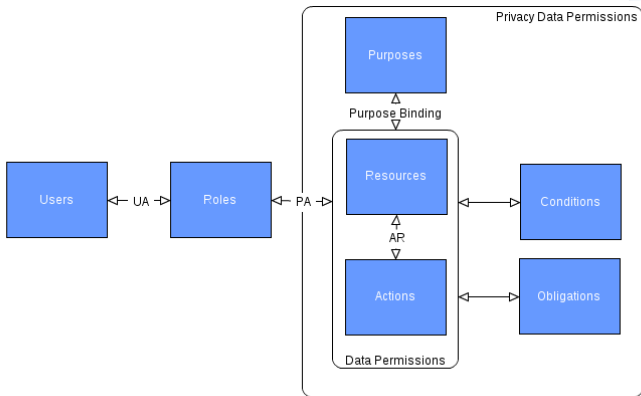 Privacy Data Permissions
Purposes
Purpose Binding
Users
UA
Roles
PA
Resources
Conditions
AR
Actions
Obligations
Data Permissions